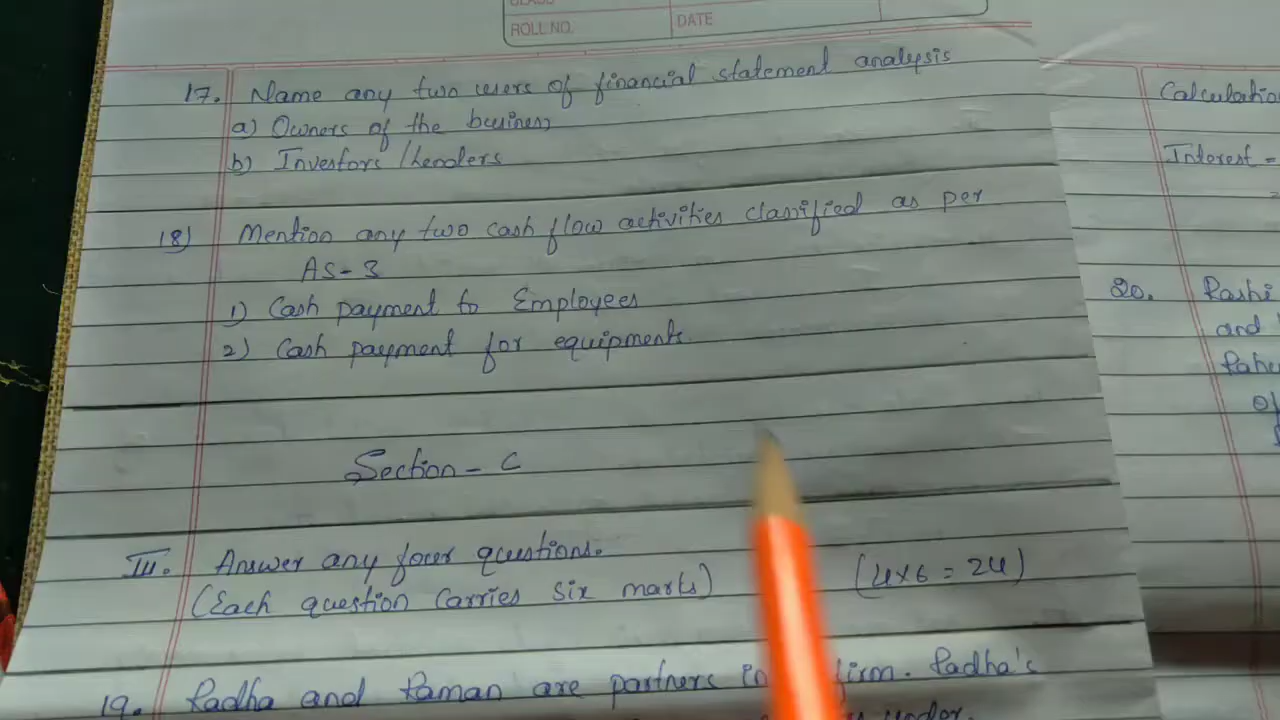 ROLL NO.
DATE
17. Name any two users of financial statement analysis
a) Owners of the business
b) Investors / Lenders
18) Mention any two cash flow activities classified as per
AS-3
1) Cash payment to Employees
2) Cash payment for equipments
Section - C
III. Answer any four questions.
(Each question carries six marks) (4x6=24)
19. Radha and Raman are partners in firm. Radha's
under.
Calculation
Interest =
20. Rashi
and
of